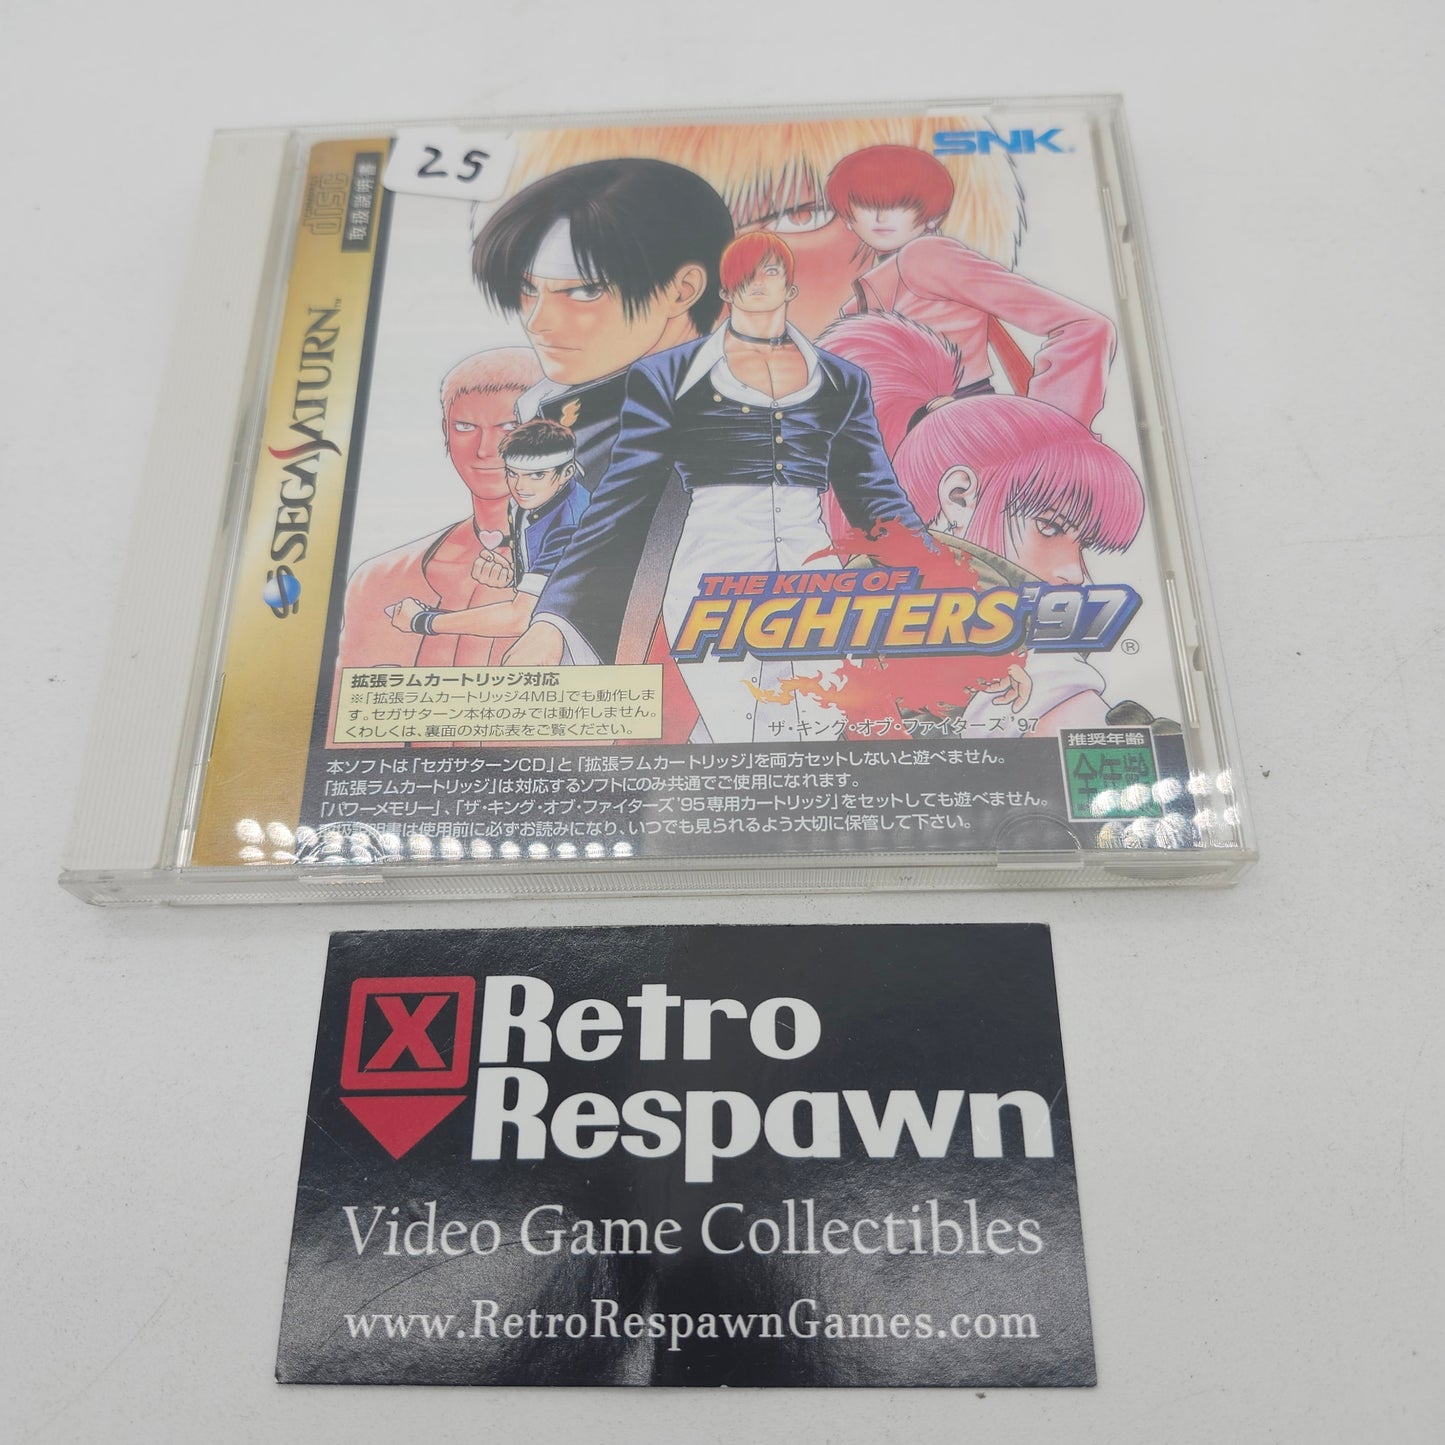 25
SNK
COMPACT
disc
取扱説明書
SEGA SATURN™
THE KING OF
FIGHTERS '97®
ザ・キング・オブ・ファイターズ '97
拡張ラムカートリッジ対応
※「拡張ラムカートリッジ4MB」でも動作しま
す。セガサターン本体のみでは動作しません。
くわしくは、裏面の対応表をご覧ください。
推奨年齢
全年齢
本ソフトは「セガサターンCD」と「拡張ラムカートリッジ」を両方セットしないと遊べません。
「拡張ラムカートリッジ」は対応するソフトにのみ共通でご使用になれます。
「パワーメモリー」、「ザ・キング・オブ・ファイターズ '95専用カートリッジ」をセットしても遊べません。
取扱説明書は使用前に必ずお読みになり、いつでも見られるよう大切に保管して下さい。
X Retro
Respawn
Video Game Collectibles
www.RetroRespawnGames.com